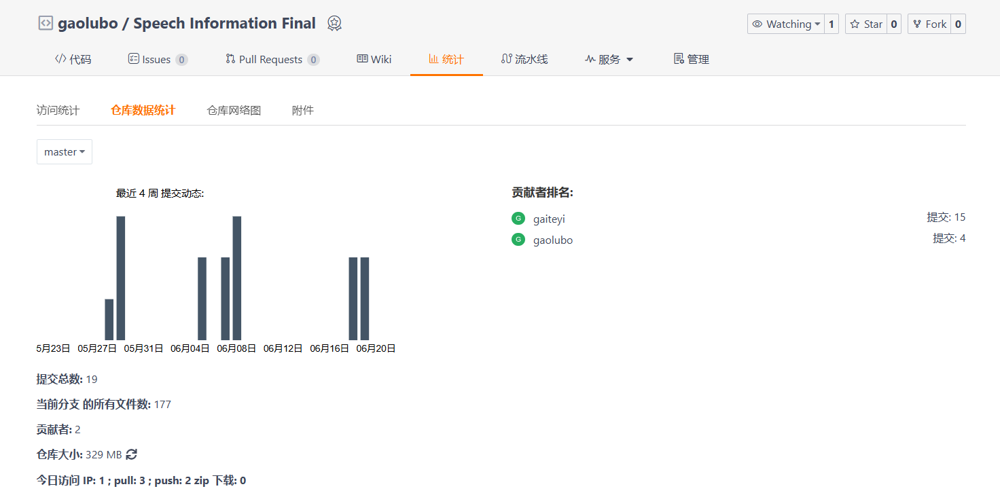 gaolubo / Speech Information Final
Watching 1 Star 0 Fork 0
代码 Issues 0 Pull Requests 0 Wiki 统计 流水线 服务 管理
访问统计 仓库数据统计 仓库网络图 附件
master
最近 4 周 提交动态:
5月23日 05月27日 05月31日 06月04日 06月08日 06月12日 06月16日 06月20日
提交总数: 19
当前分支 的所有文件数: 177
贡献者: 2
仓库大小: 329 MB
今日访问 IP: 1 ; pull: 3 ; push: 2 zip 下载: 0
贡献者排名:
G gaiteyi 提交: 15
G gaolubo 提交: 4